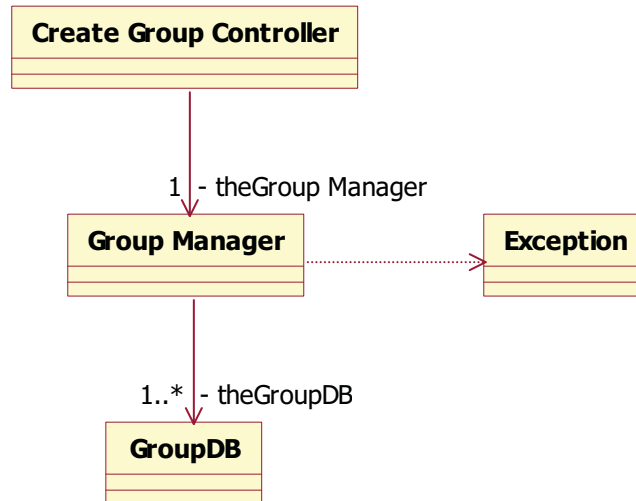 Create Group Controller
1 - theGroup Manager
Group Manager
Exception
1..* - theGroupDB
GroupDB